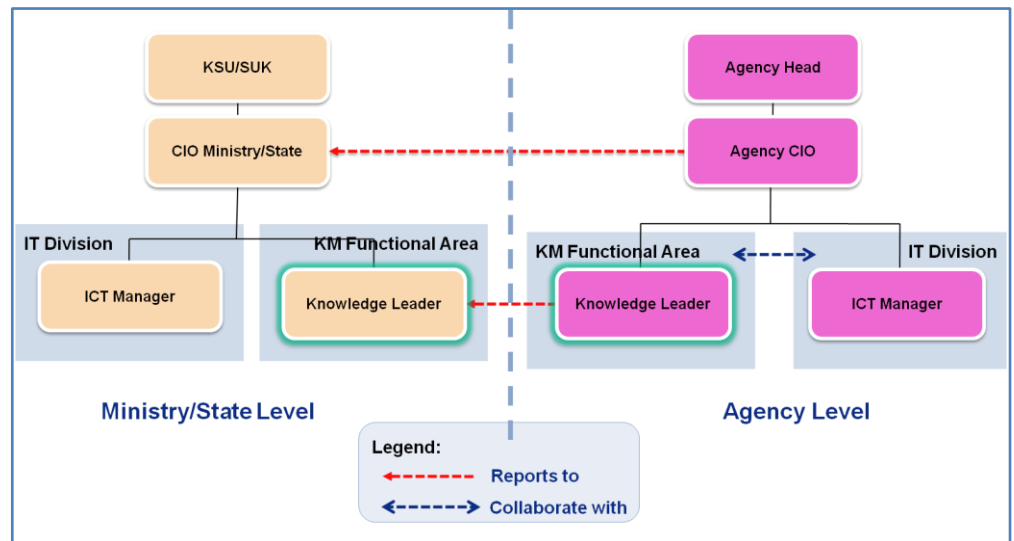 KSU/SUK
Agency Head
CIO Ministry/State
Agency CIO
IT Division
KM Functional Area
KM Functional Area
IT Division
ICT Manager
Knowledge Leader
Knowledge Leader
ICT Manager
Ministry/State Level
Agency Level
Legend:
Reports to
Collaborate with